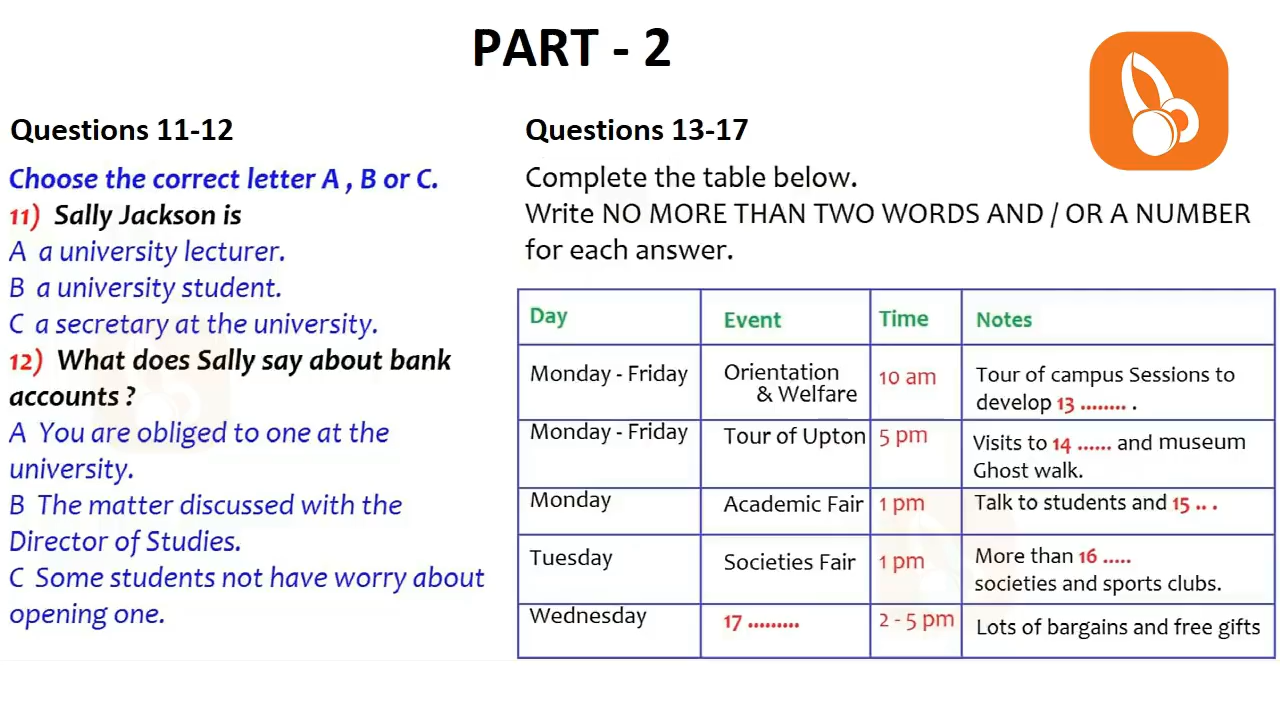 PART - 2
Questions 11-12
Choose the correct letter A , B or C.
11) Sally Jackson is
A a university lecturer.
B a university student.
C a secretary at the university.
12) What does Sally say about bank
accounts ?
A You are obliged to one at the
university.
B The matter discussed with the
Director of Studies.
C Some students not have worry about
opening one.
Questions 13-17
Complete the table below.
Write NO MORE THAN TWO WORDS AND / OR A NUMBER
for each answer.
Day Event Time Notes
Monday - Friday Orientation & Welfare 10 am Tour of campus Sessions to
develop 13 ........ .
Monday - Friday Tour of Upton 5 pm Visits to 14 ...... and museum
Ghost walk.
Monday Academic Fair 1 pm Talk to students and 15 .. .
Tuesday Societies Fair 1 pm More than 16 .....
societies and sports clubs.
Wednesday 17 ......... 2 - 5 pm Lots of bargains and free gifts